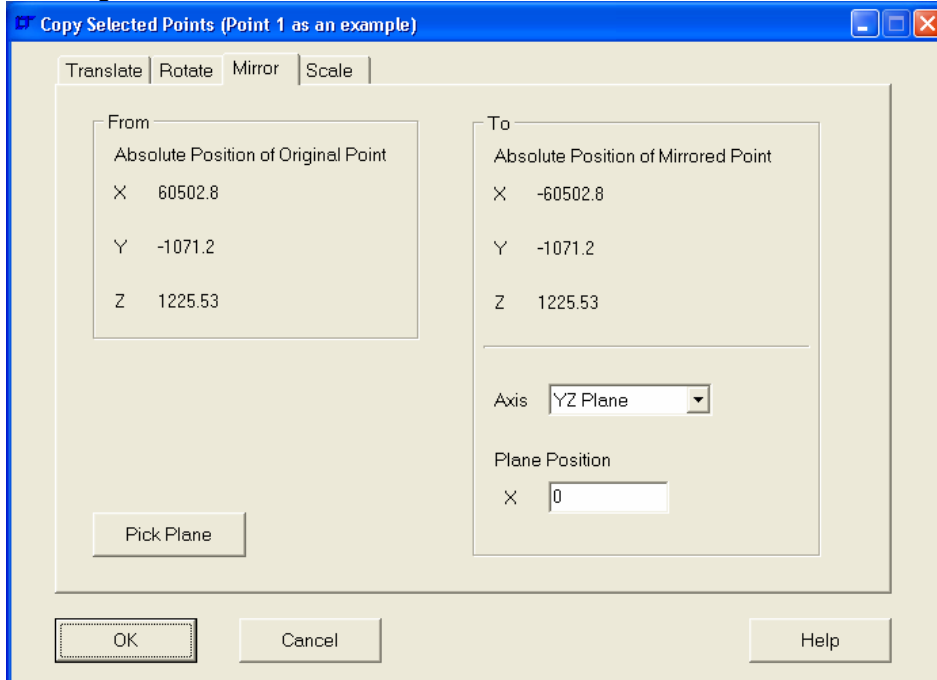 Copy Selected Points (Point 1 as an example)
Translate Rotate Mirror Scale
From
Absolute Position of Original Point
X 60502.8
Y -1071.2
Z 1225.53
To
Absolute Position of Mirrored Point
X -60502.8
Y -1071.2
Z 1225.53
Axis YZ Plane
Plane Position
X 0
Pick Plane
OK Cancel Help